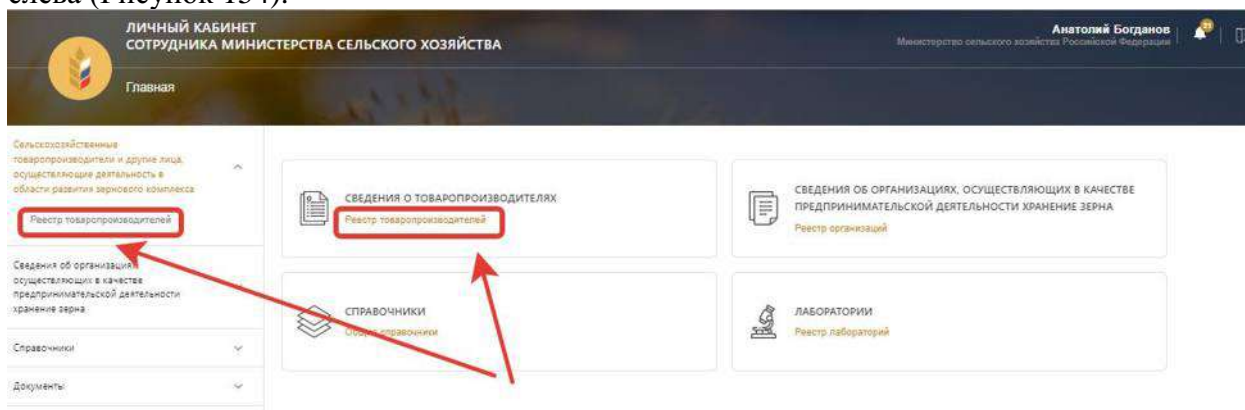 слева (Рисунок 134).
ЛИЧНЫЙ КАБИНЕТ
СОТРУДНИКА МИНИСТЕРСТВА СЕЛЬСКОГО ХОЗЯЙСТВА
Анатолий Богданов
Министерство сельского хозяйства Российской Федерации
21
Главная
Сельскохозяйственные
товаропроизводители и другие лица,
осуществляющие деятельность в
области развития зернового комплекса
Реестр товаропроизводителей
Сведения об организациях,
осуществляющих в качестве
предпринимательской деятельности
хранение зерна
Справочники
Документы
СВЕДЕНИЯ О ТОВАРОПРОИЗВОДИТЕЛЯХ
Реестр товаропроизводителей
СВЕДЕНИЯ ОБ ОРГАНИЗАЦИЯХ, ОСУЩЕСТВЛЯЮЩИХ В КАЧЕСТВЕ
ПРЕДПРИНИМАТЕЛЬСКОЙ ДЕЯТЕЛЬНОСТИ ХРАНЕНИЕ ЗЕРНА
Реестр организаций
СПРАВОЧНИКИ
Общие справочники
ЛАБОРАТОРИИ
Реестр лабораторий